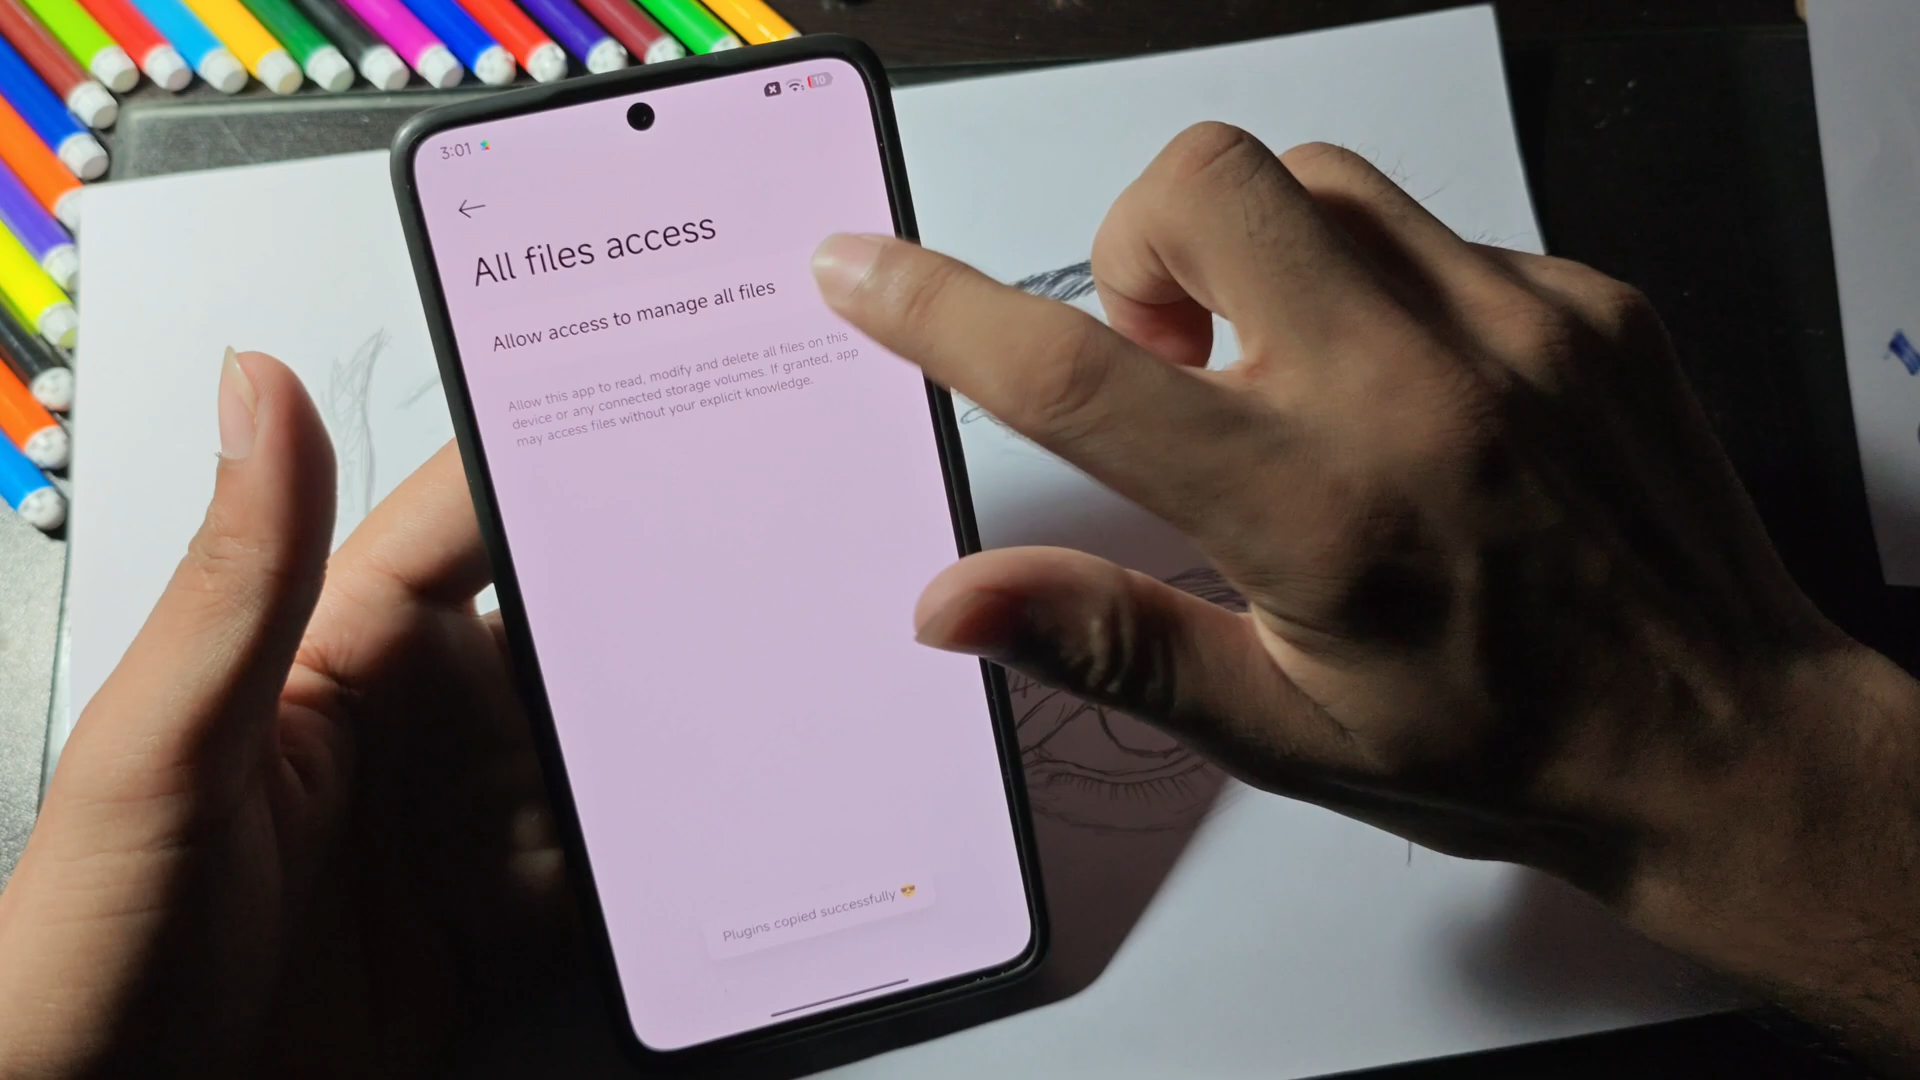 3:01
10
All files access
Allow access to manage all files
Allow this app to read, modify and delete all files on this
device or any connected storage volumes. If granted, app
may access files without your explicit knowledge.
Plugins copied successfully 😎